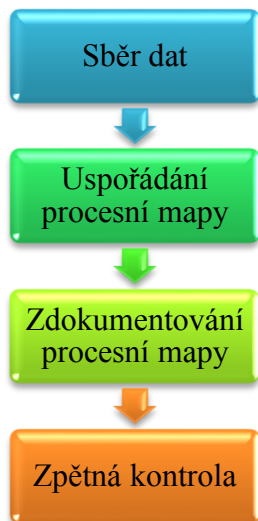 Sběr dat
Uspořádání
procesní mapy
Zdokumentování
procesní mapy
Zpětná kontrola